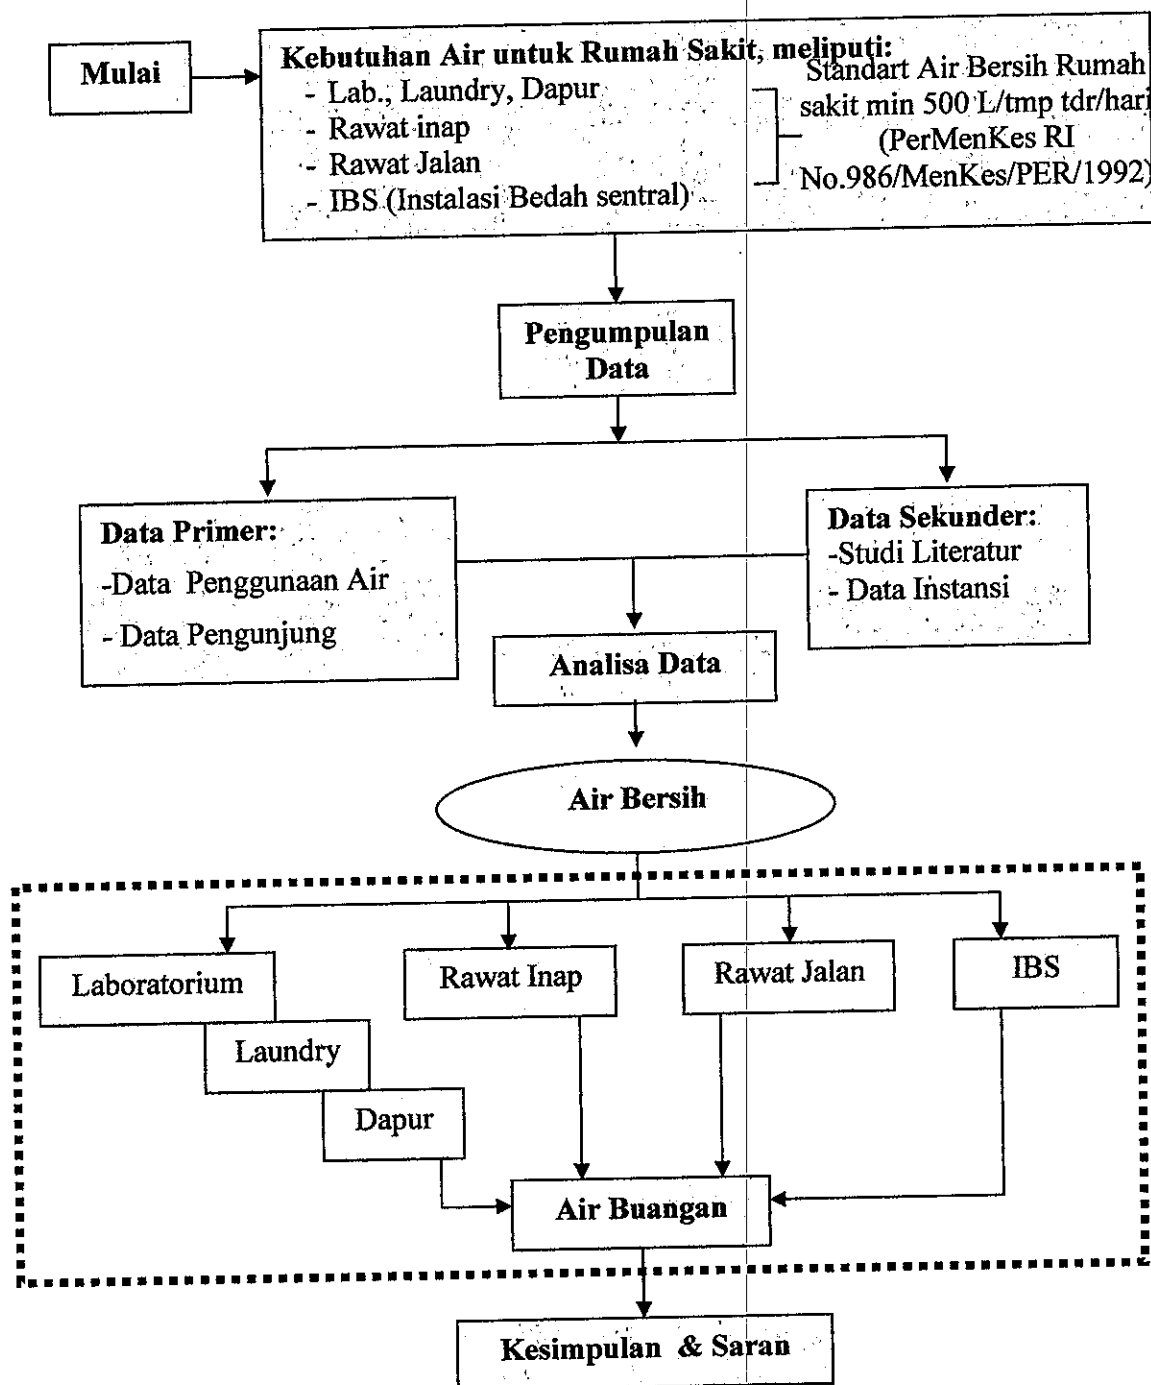 Mulai
Kebutuhan Air untuk Rumah Sakit, meliputi:
- Lab., Laundry, Dapur
- Rawat inap
- Rawat Jalan
- IBS (Instalasi Bedah sentral)
Standart Air Bersih Rumah
sakit min 500 L/tmp tdr/hari
(PerMenKes RI
No.986/MenKes/PER/1992)
Pengumpulan
Data
Data Primer:
-Data Penggunaan Air
- Data Pengunjung
Data Sekunder:
-Studi Literatur
- Data Instansi
Analisa Data
Air Bersih
Laboratorium
Laundry
Dapur
Rawat Inap
Rawat Jalan
IBS
Air Buangan
Kesimpulan & Saran